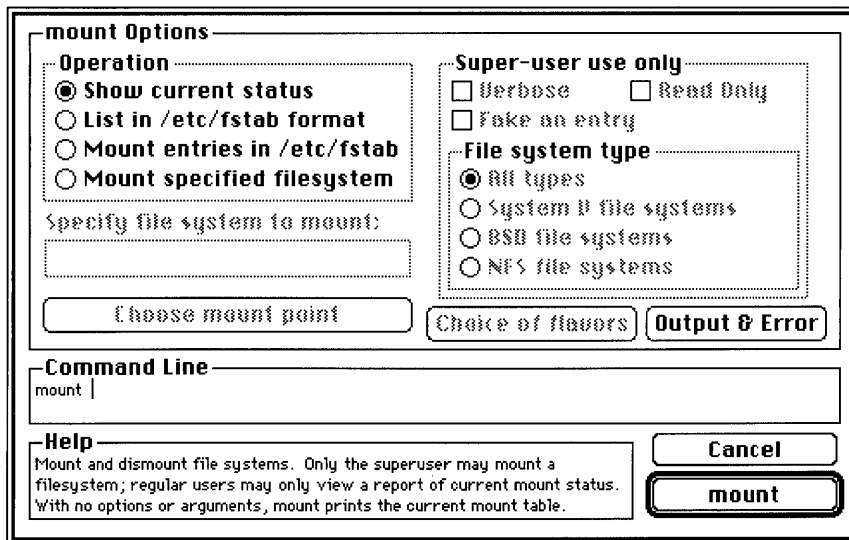 mount Options
Operation
Show current status
List in /etc/fstab format
Mount entries in /etc/fstab
Mount specified filesystem
Specify file system to mount:
Choose mount point
Super-user use only
Verbose Read Only
Fake an entry
File system type
All types
System V file systems
BSD file systems
NFS file systems
Choice of flavors Output & Error
Command Line
mount
Help
Mount and dismount file systems. Only the superuser may mount a
filesystem; regular users may only view a report of current mount status.
With no options or arguments, mount prints the current mount table.
Cancel
mount